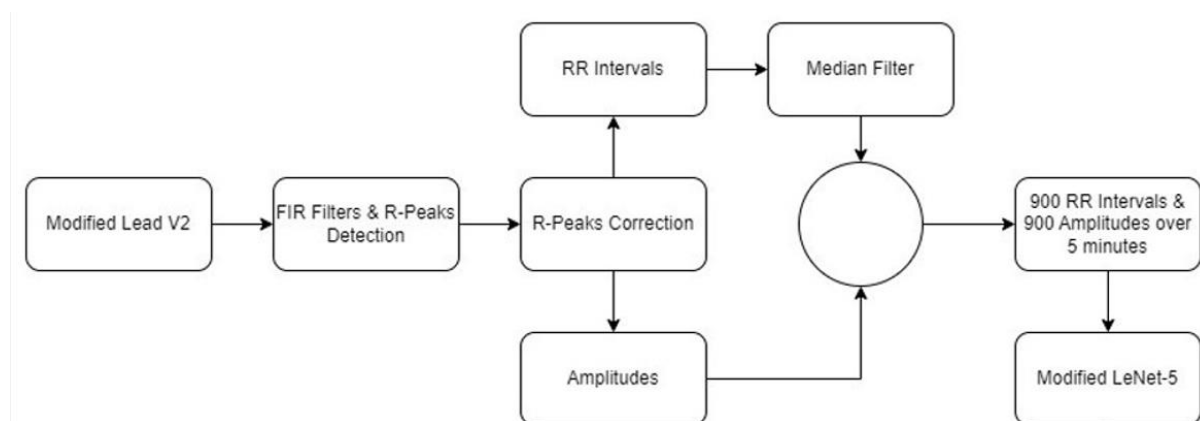 RR Intervals
Median Filter
Modified Lead V2
FIR Filters & R-Peaks
Detection
R-Peaks Correction
900 RR Intervals &
900 Amplitudes over
5 minutes
Amplitudes
Modified LeNet-5